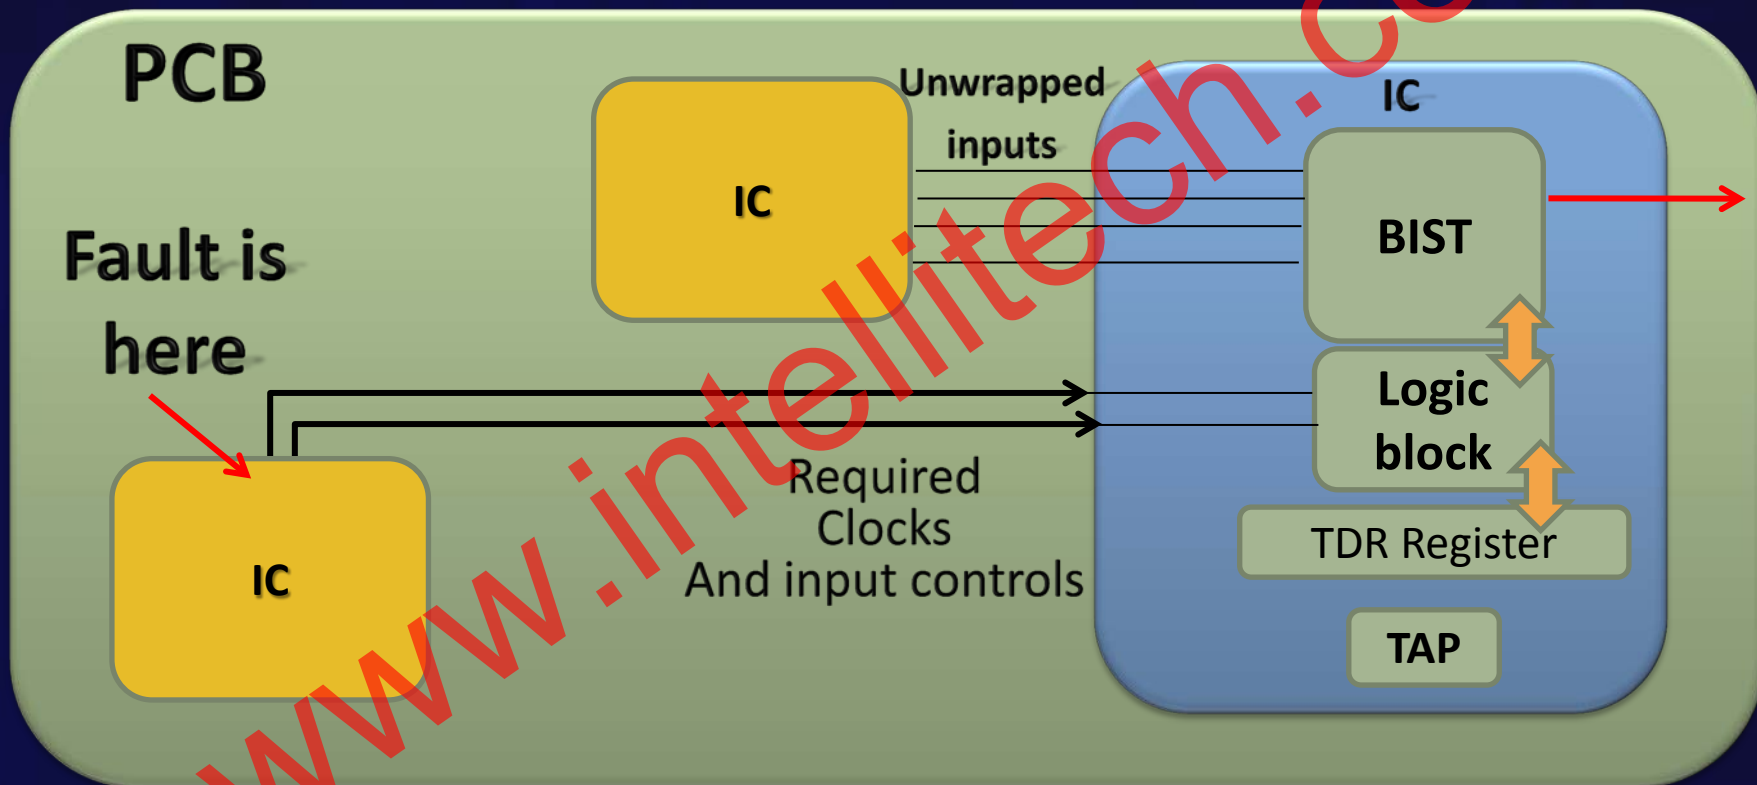 PCB
Unwrapped
inputs
IC
IC
BIST
Fault is
here
Logic
block
Required
Clocks
And input controls
TDR Register
IC
TAP
www.intellitech.co